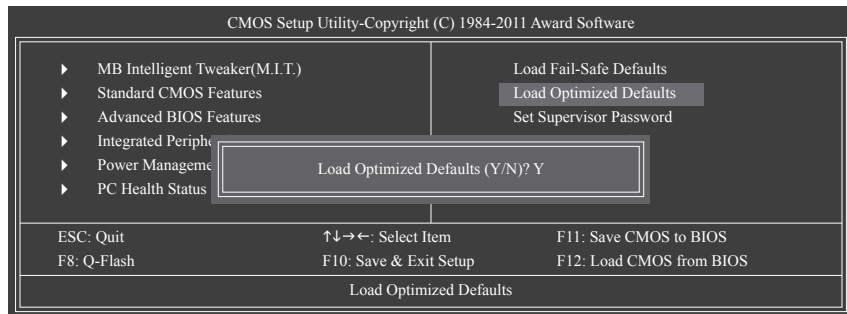 CMOS Setup Utility-Copyright (C) 1984-2011 Award Software
MB Intelligent Tweaker(M.I.T.)
Standard CMOS Features
Advanced BIOS Features
Integrated Periphe
Power Manageme
PC Health Status
Load Fail-Safe Defaults
Load Optimized Defaults
Set Supervisor Password
Load Optimized Defaults (Y/N)? Y
ESC: Quit ↑↓→←: Select Item F11: Save CMOS to BIOS
F8: Q-Flash F10: Save & Exit Setup F12: Load CMOS from BIOS
Load Optimized Defaults